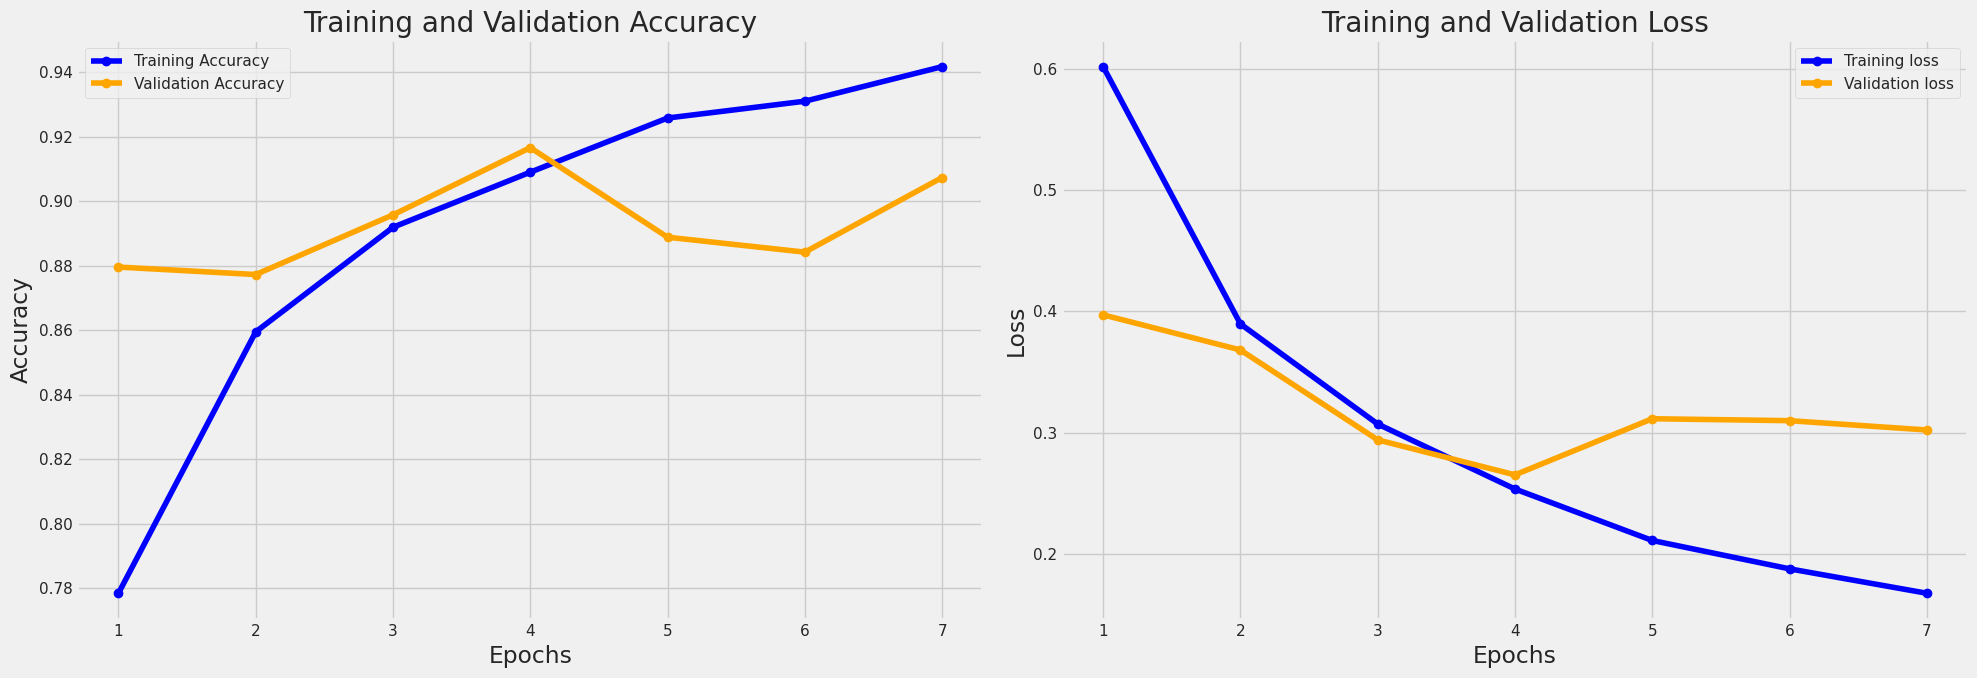 Training and Validation Accuracy
Training Accuracy
Validation Accuracy
0.94
0.92
0.90
0.88
0.86
0.84
0.82
0.80
0.78
Accuracy
1 2 3 4 5 6 7
Epochs
Training and Validation Loss
Training loss
Validation loss
0.6
0.5
0.4
0.3
0.2
Loss
1 2 3 4 5 6 7
Epochs